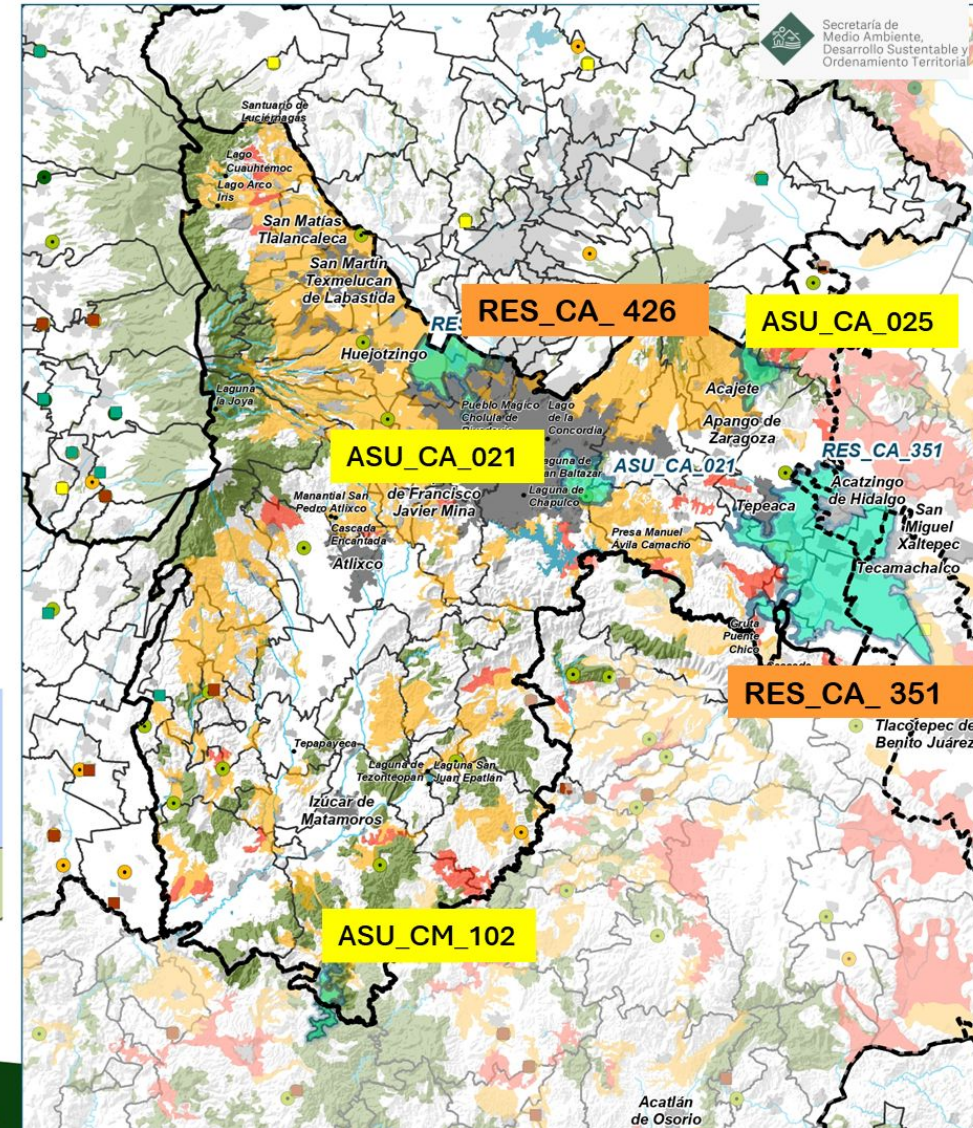 Secretaría de
Medio Ambiente,
Desarrollo Sustentable y
Ordenamiento Territorial
Santuario de
Luciérnagas
Lago
Cuauhtemoc
Lago Arco
Iris
San Matías
Tlalancaleca
San Martín
Texmelucan
de Labastida
RES_CA_ 426
RE
ASU_CA_025
Huejotzingo
Laguna
la Joya
Acajete
Pueblo Mágico
Cholula de
Lago
de la
Concordia
Apango de
Zaragoza
ASU_CA_021
ASU_CA_021
RES_CA_351
Acatzingo
de Hidalgo
San
Miguel
Xaltepec
an Baltazar
Laguna de
Chapulco
de Francisco
Javier Mina
Manantial San
Pedro Atlixco
Cascada
Encantada
Atlixco
Tepeaca
Presa Manuel
Ávila Camacho
Tecamachalco
Gruta
Puente
Chico
RES_CA_ 351
Tlacotepec de
Benito Juárez
Tepapayeca
Laguna de
Tezonteopan
Laguna San
Juan Epatlán
Izúcar de
Matamoros
ASU_CM_102
Acatlán
de Osorio